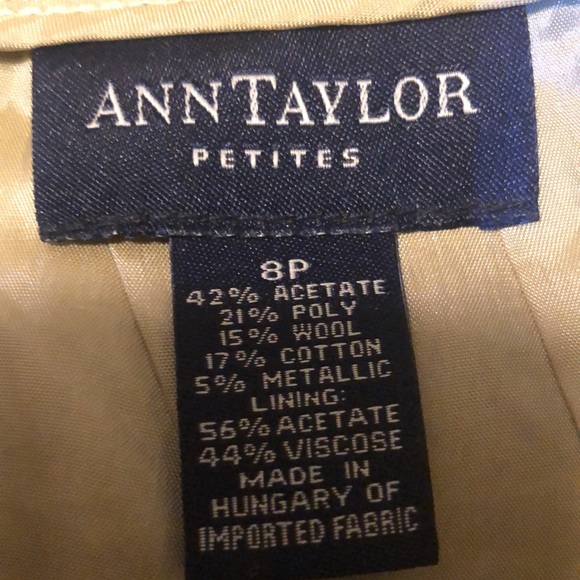 ANNTAYLOR
PETITES
8P
42% ACETATE
21% POLY
15% WOOL
17% COTTON
5% METALLIC
LINING:
56% ACETATE
44% VISCOSE
MADE IN
HUNGARY OF
IMPORTED FABRIC